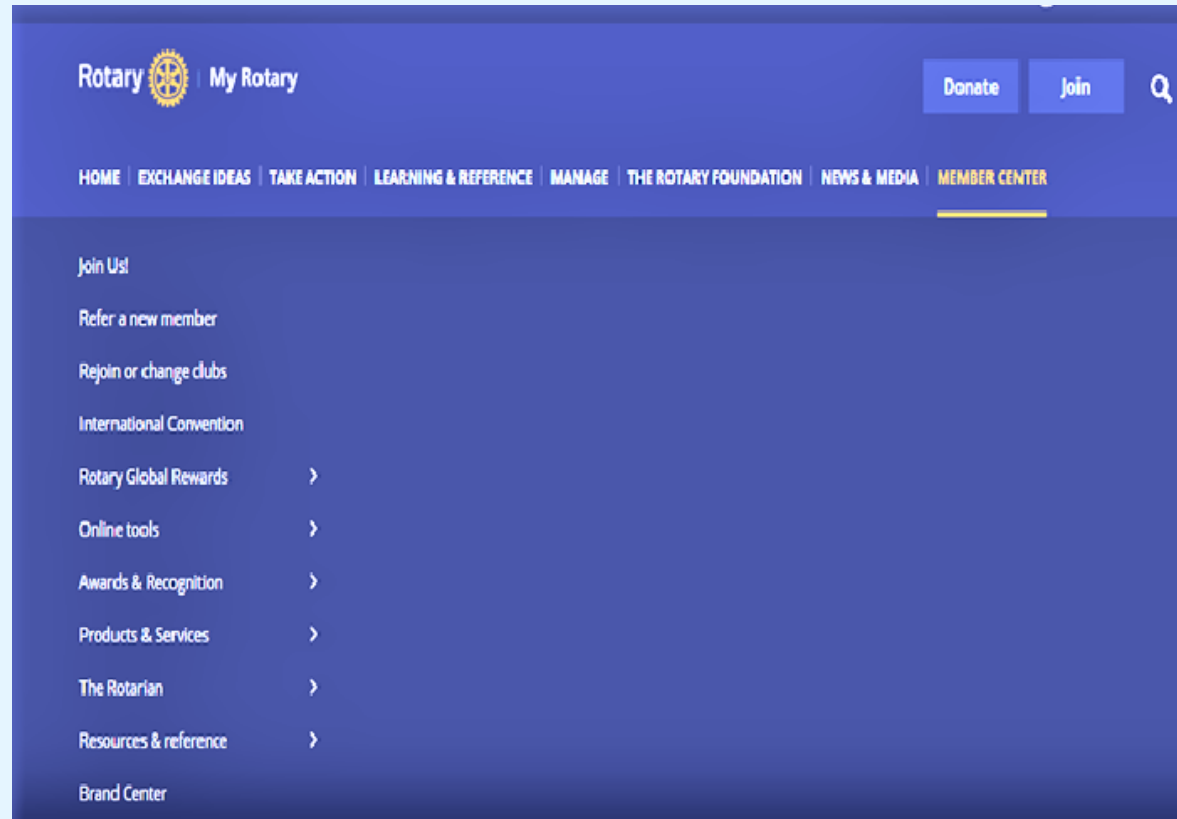 Rotary | My Rotary
Donate
Join
HOME | EXCHANGE IDEAS | TAKE ACTION | LEARNING & REFERENCE | MANAGE | THE ROTARY FOUNDATION | NEWS & MEDIA | MEMBER CENTER
Join Us!
Refer a new member
Rejoin or change clubs
International Convention
Rotary Global Rewards
Online tools
Awards & Recognition
Products & Services
The Rotarian
Resources & reference
Brand Center